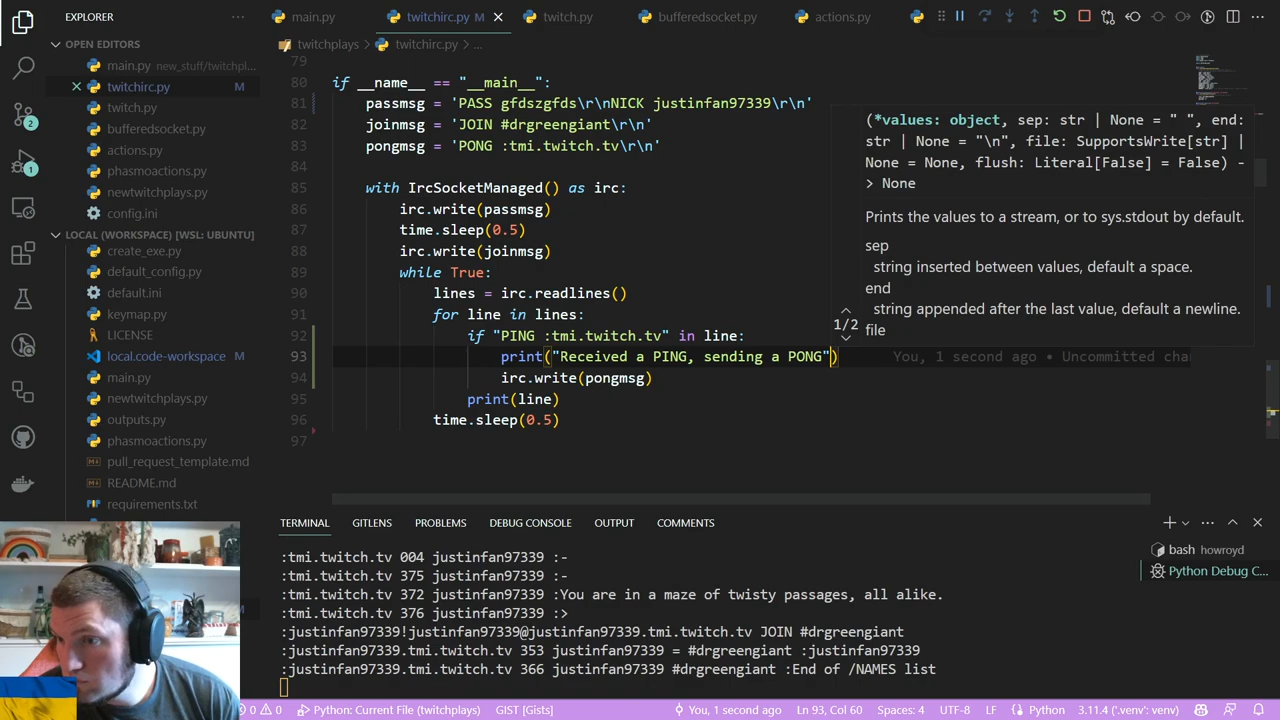 EXPLORER
main.py
twitchirc.py M
twitch.py
bufferedsocket.py
actions.py
OPEN EDITORS
twitchplays > twitchirc.py > ...
main.py new_stuff/twitchpl...
twitchirc.py M
twitch.py
bufferedsocket.py
actions.py
phasmoactions.py
newtwitchplays.py
config.ini
LOCAL (WORKSPACE) [WSL: UBUNTU]
create_exe.py
default_config.py
default.ini
keymap.py
LICENSE
local.code-workspace M
main.py
newtwitchplays.py
outputs.py
phasmoactions.py
pull_request_template.md
README.md
requirements.txt
2
1
79
80 if __name__ == "__main__":
81 passmsg = 'PASS gfdszgfds\r\nNICK justinfan97339\r\n'
82 joinmsg = 'JOIN #drgreengiant\r\n'
83 pongmsg = 'PONG :tmi.twitch.tv\r\n'
84
85 with IrcSocketManaged() as irc:
86 irc.write(passmsg)
87 time.sleep(0.5)
88 irc.write(joinmsg)
89 while True:
90 lines = irc.readlines()
91 for line in lines:
92 if "PING :tmi.twitch.tv" in line:
93 print("Received a PING, sending a PONG") You, 1 second ago • Uncommitted cha
94 irc.write(pongmsg)
95 print(line)
96 time.sleep(0.5)
97
(*values: object, sep: str | None = " ", end:
str | None = "\n", file: SupportsWrite[str] |
None = None, flush: Literal[False] = False) -
> None
Prints the values to a stream, or to sys.stdout by default.
sep
string inserted between values, default a space.
end
1/2
string appended after the last value, default a newline.
file
TERMINAL GITLENS PROBLEMS DEBUG CONSOLE OUTPUT COMMENTS
:tmi.twitch.tv 004 justinfan97339 :-
:tmi.twitch.tv 375 justinfan97339 :-
:tmi.twitch.tv 372 justinfan97339 :You are in a maze of twisty passages, all alike.
:tmi.twitch.tv 376 justinfan97339 :>
:justinfan97339!justinfan97339@justinfan97339.tmi.twitch.tv JOIN #drgreengiant
:justinfan97339.tmi.twitch.tv 353 justinfan97339 = #drgreengiant :justinfan97339
:justinfan97339.tmi.twitch.tv 366 justinfan97339 #drgreengiant :End of /NAMES list
bash howroyd
Python Debug C...
0 0 Python: Current File (twitchplays) GIST [Gists] You, 1 second ago Ln 93, Col 60 Spaces: 4 UTF-8 LF Python 3.11.4 ('.venv': venv)